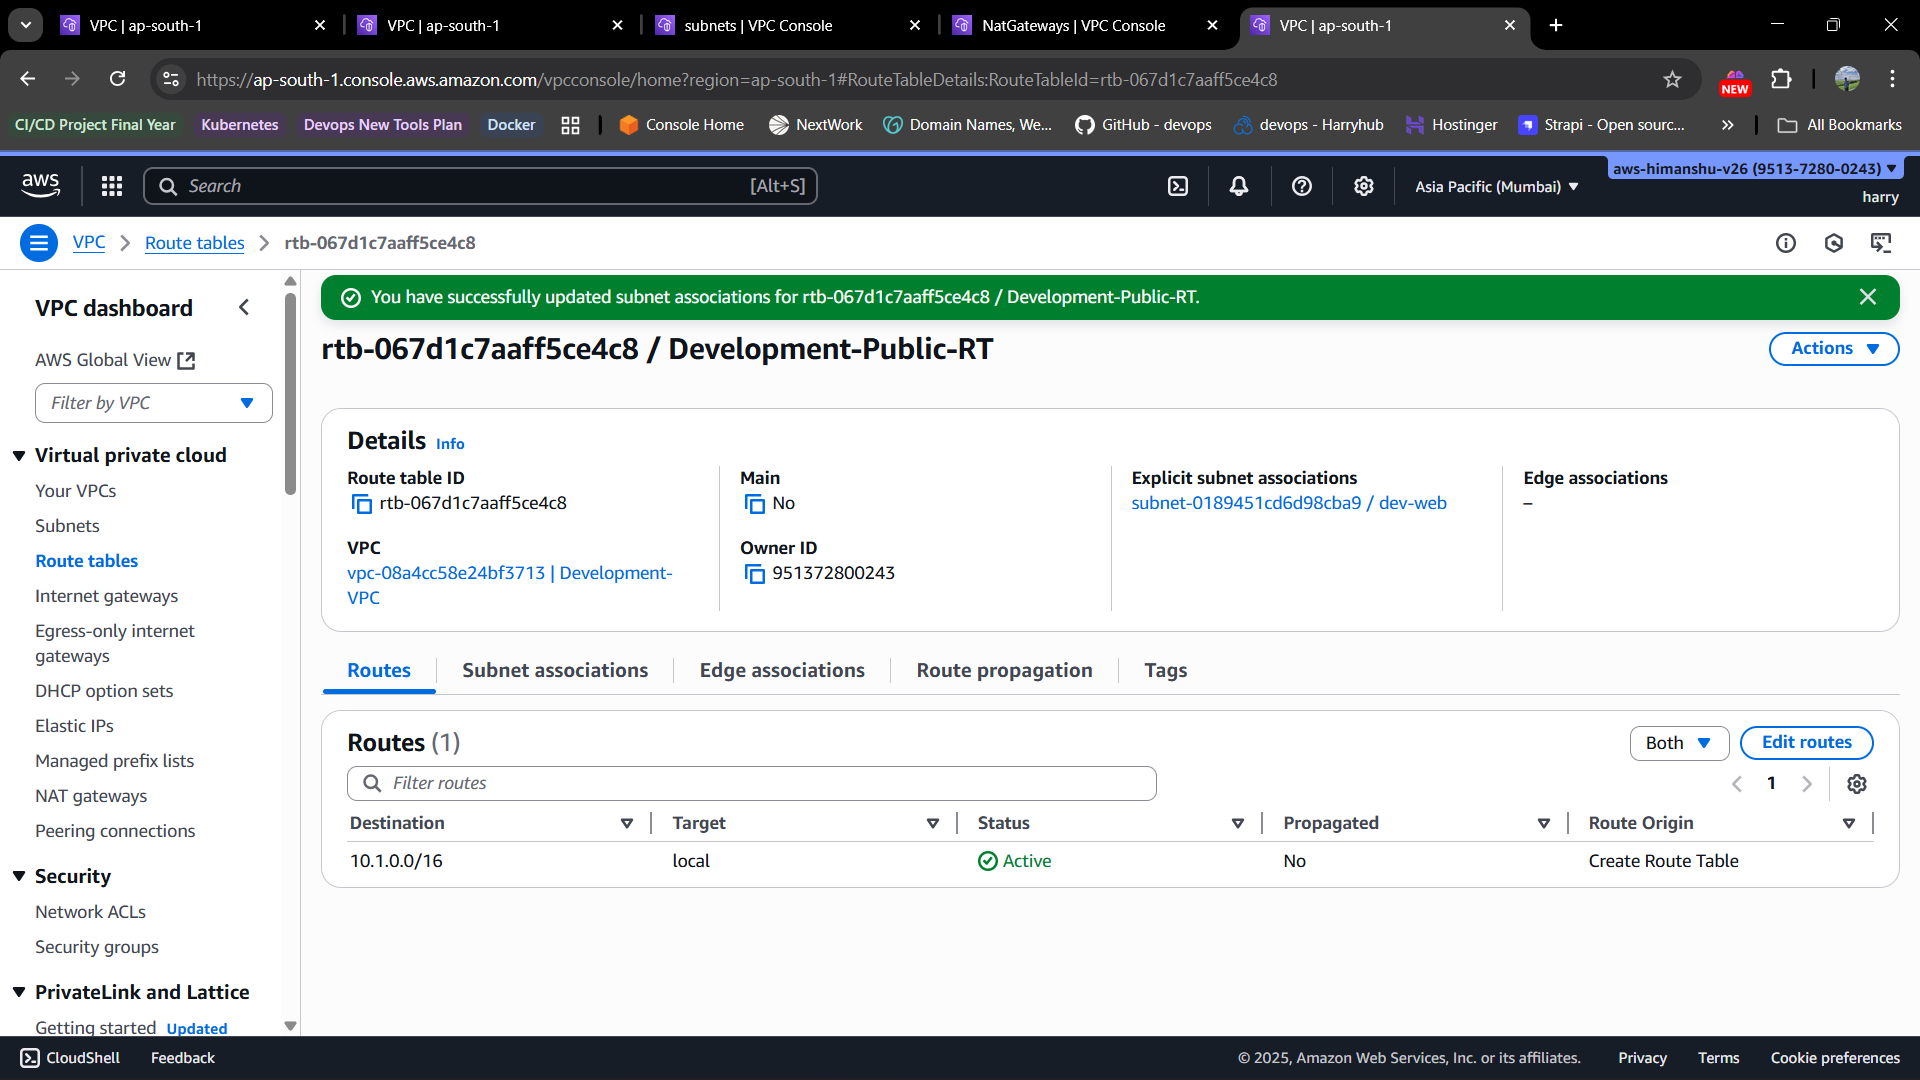 VPC | ap-south-1
VPC | ap-south-1
subnets | VPC Console
NatGateways | VPC Console
VPC | ap-south-1
https://ap-south-1.console.aws.amazon.com/vpcconsole/home?region=ap-south-1#RouteTableDetails:RouteTableId=rtb-067d1c7aaff5ce4c8
NEW
CI/CD Project Final Year
Kubernetes
Devops New Tools Plan
Docker
Console Home
NextWork
Domain Names, We...
GitHub - devops
devops - Harryhub
Hostinger
Strapi - Open sourc...
All Bookmarks
aws
Search
[Alt+S]
Asia Pacific (Mumbai)
aws-himanshu-v26 (9513-7280-0243)
harry
VPC
Route tables
rtb-067d1c7aaff5ce4c8
VPC dashboard
AWS Global View
Filter by VPC
Virtual private cloud
Your VPCs
Subnets
Route tables
Internet gateways
Egress-only internet
gateways
DHCP option sets
Elastic IPs
Managed prefix lists
NAT gateways
Peering connections
Security
Network ACLs
Security groups
PrivateLink and Lattice
Getting started Updated
You have successfully updated subnet associations for rtb-067d1c7aaff5ce4c8 / Development-Public-RT.
rtb-067d1c7aaff5ce4c8 / Development-Public-RT
Actions
Details Info
Route table ID
rtb-067d1c7aaff5ce4c8
Main
No
Explicit subnet associations
subnet-0189451cd6d98cba9 / dev-web
Edge associations
–
VPC
vpc-08a4cc58e24bf3713 | Development-
VPC
Owner ID
951372800243
Routes
Subnet associations
Edge associations
Route propagation
Tags
Routes (1)
Both
Edit routes
Filter routes
1
Destination
Target
Status
Propagated
Route Origin
10.1.0.0/16
local
Active
No
Create Route Table
CloudShell
Feedback
© 2025, Amazon Web Services, Inc. or its affiliates.
Privacy
Terms
Cookie preferences